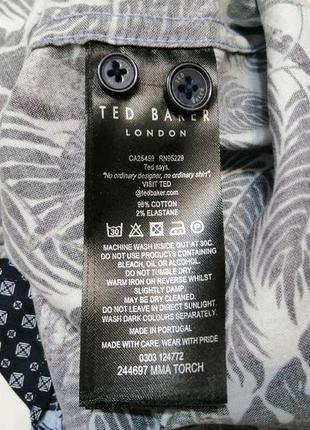 TED BAKER
LONDON
CA25459 RN95229
Ted says,
"No ordinary designer, no ordinary shirt".
VISIT TED
@tedbaker.com
98% COTTON
2% ELASTANE
30
MACHINE WASH INSIDE OUT AT 30C.
DO NOT USE PRODUCTS CONTAINING
BLEACH, OIL OR ALCOHOL.
DO NOT TUMBLE DRY.
WARM IRON ON REVERSE WHILST
SLIGHTLY DAMP.
MAY BE DRY CLEANED.
DO NOT LEAVE IN DIRECT SUNLIGHT.
WASH DARK COLOURS SEPARATELY.
MADE IN PORTUGAL
MADE WITH CARE, WEAR WITH PRIDE
0303 124772
244697 MMA TORCH